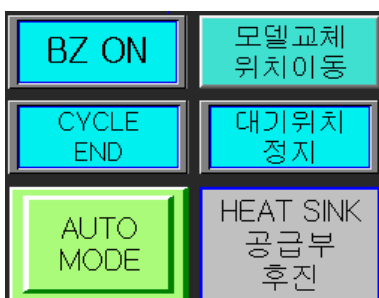 BZ ON
모델교체
위치이동
CYCLE
END
대기위치
정지
AUTO
MODE
HEAT SINK
공급부
후진